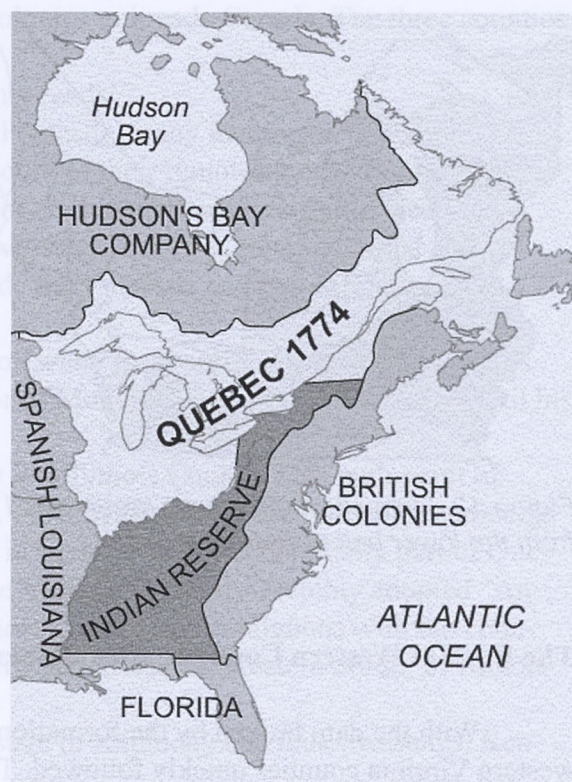 Hudson
Bay
HUDSON'S BAY
COMPANY
QUEBEC 1774
SPANISH LOUISIANA
INDIAN RESERVE
BRITISH
COLONIES
ATLANTIC
OCEAN
FLORIDA